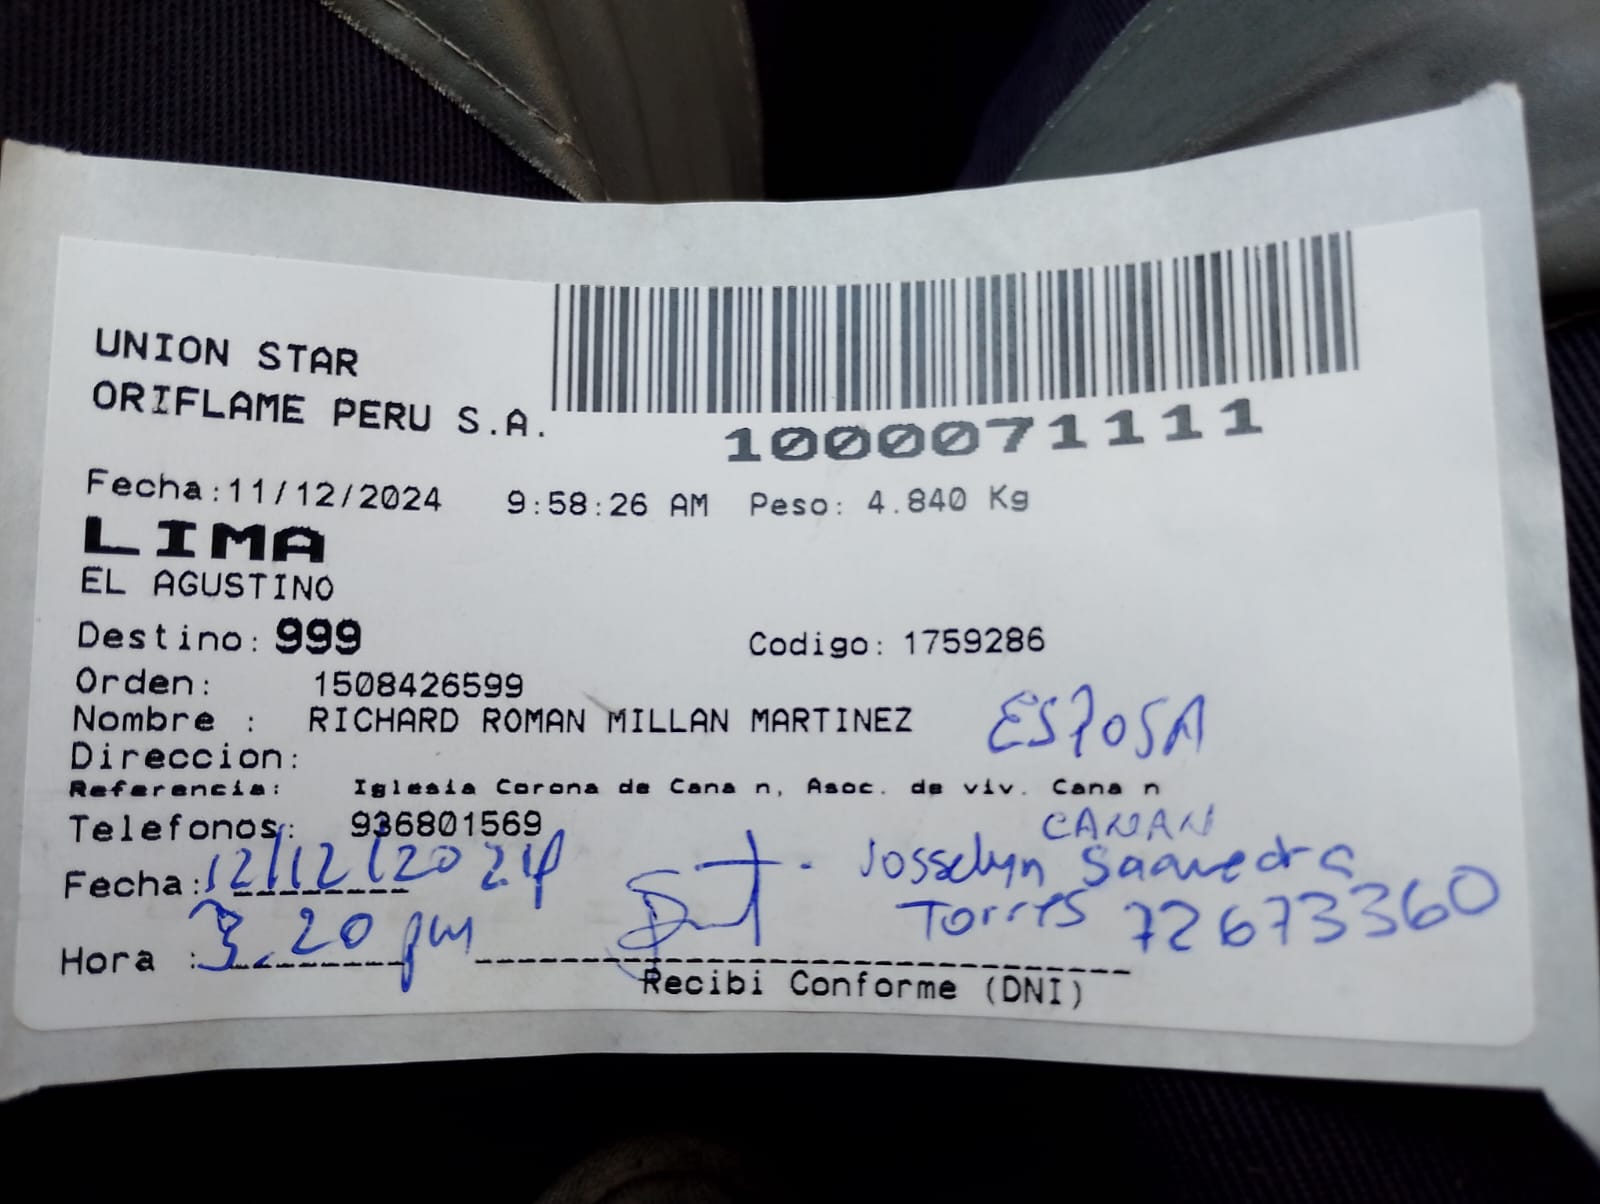 UNION STAR
ORIFLAME PERU S.A.
1000071111
Fecha:11/12/2024 9:58:26 AM Peso: 4.840 Kg
LIMA
EL AGUSTINO
Destino: 999 Codigo: 1759286
Orden: 1508426599
Nombre : RICHARD ROMAN MILLAN MARTINEZ ESPOSA
Direccion:
Referencia: Iglesia Corona de Cana n, Asoc. de viv. Cana n
Telefonos: 936801569 CANAN
Fecha: 12/12/2024 Josselyn Saavedra
Torres 72673360
Hora : 3.20 pm
Recibi Conforme (DNI)